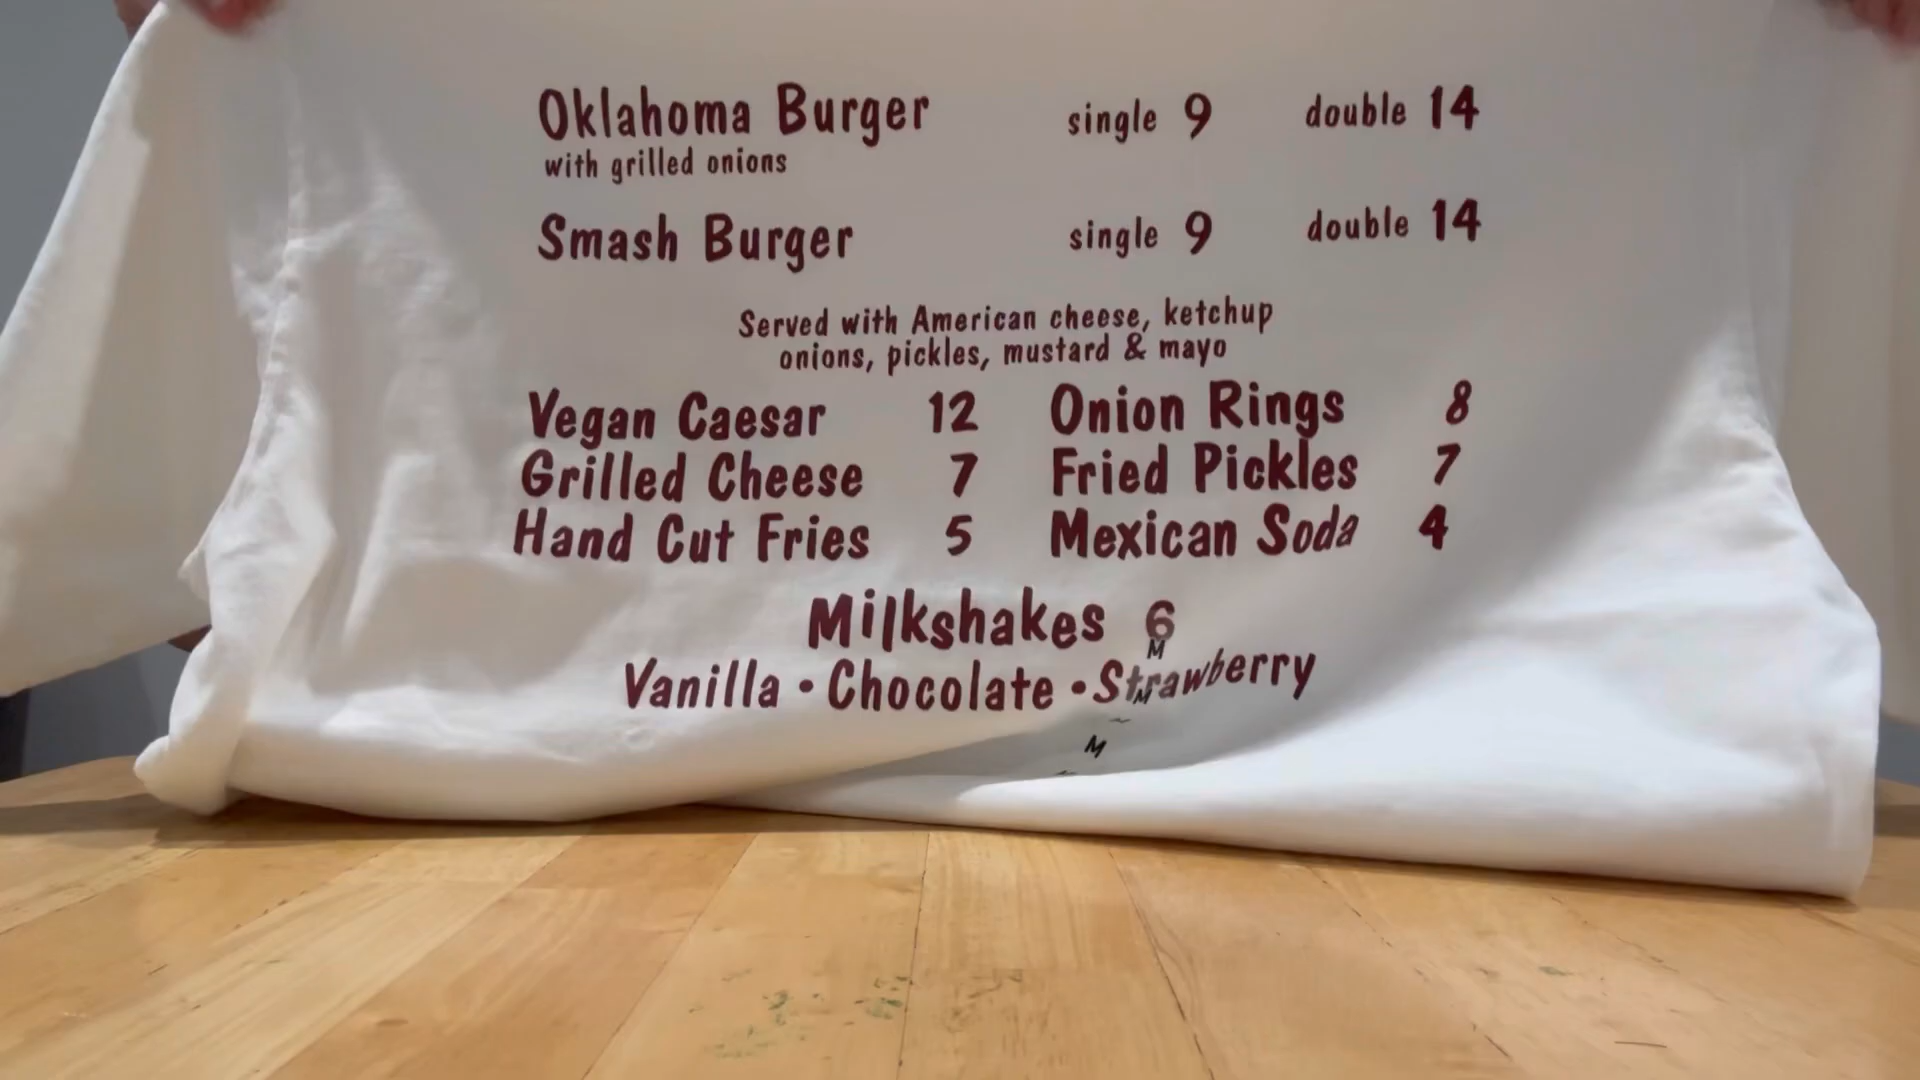 Oklahoma Burger single 9 double 14
with grilled onions
Smash Burger single 9 double 14
Served with American cheese, ketchup
onions, pickles, mustard & mayo
Vegan Caesar 12 Onion Rings 8
Grilled Cheese 7 Fried Pickles 7
Hand Cut Fries 5 Mexican Soda 4
Milkshakes 6
M
Vanilla • Chocolate • Strawberry
M
M